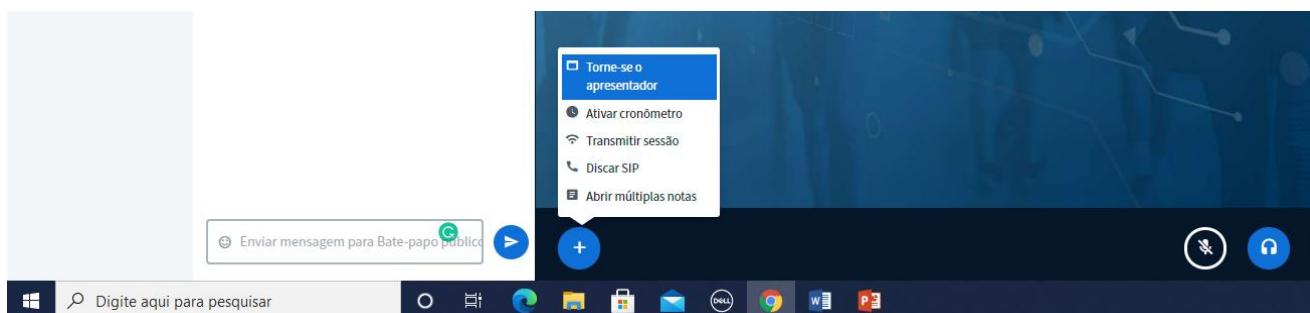 Torne-se o
apresentador
Ativar cronômetro
Transmitir sessão
Discar SIP
Abrir múltiplas notas
Enviar mensagem para Bate-papo público
+
Digite aqui para pesquisar
DELL
W
P